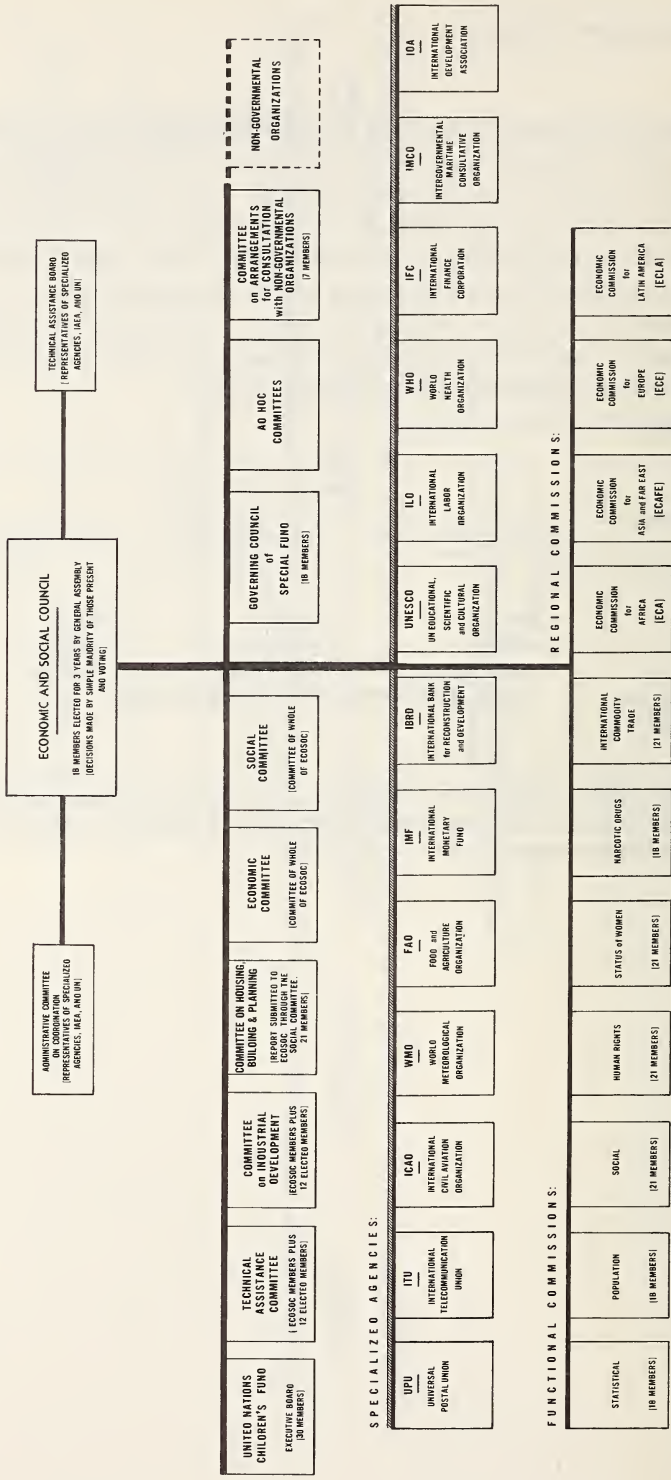 ECONOMIC AND SOCIAL COUNCIL
18 MEMBERS ELECTED FOR 3 YEARS BY GENERAL ASSEMBLY
[DECISIONS MADE BY SIMPLE MAJORITY OF THOSE PRESENT
AND VOTING]
ADMINISTRATIVE COMMITTEE
ON COORDINATION
[REPRESENTATIVES OF SPECIALIZED
AGENCIES, IAEA, AND UN]
TECHNICAL ASSISTANCE BOARD
[REPRESENTATIVES OF SPECIALIZED
AGENCIES, IAEA, AND UN]
UNITED NATIONS
CHILDREN'S FUND
EXECUTIVE BOARD
[30 MEMBERS]
TECHNICAL
ASSISTANCE
COMMITTEE
[ECOSOC MEMBERS PLUS
12 ELECTED MEMBERS]
COMMITTEE
on INDUSTRIAL
DEVELOPMENT
[ECOSOC MEMBERS PLUS
12 ELECTED MEMBERS]
COMMITTEE ON HOUSING,
BUILDING & PLANNING
[REPORT SUBMITTED TO
ECOSOC THROUGH THE
SOCIAL COMMITTEE.
21 MEMBERS]
ECONOMIC
COMMITTEE
[COMMITTEE OF WHOLE
OF ECOSOC]
SOCIAL
COMMITTEE
[COMMITTEE OF WHOLE
OF ECOSOC]
GOVERNING COUNCIL
of
SPECIAL FUND
[18 MEMBERS]
AD HOC
COMMITTEES
COMMITTEE
on ARRANGEMENTS
for CONSULTATION
with NON-GOVERNMENTAL
ORGANIZATIONS
[7 MEMBERS]
NON-GOVERNMENTAL
ORGANIZATIONS
SPECIALIZED AGENCIES:
UPU
UNIVERSAL
POSTAL UNION
ITU
INTERNATIONAL
TELECOMMUNICATION
UNION
ICAO
INTERNATIONAL
CIVIL AVIATION
ORGANIZATION
WMO
WORLD
METEOROLOGICAL
ORGANIZATION
FAO
FOOD and
AGRICULTURE
ORGANIZATION
IMF
INTERNATIONAL
MONETARY
FUND
IBRD
INTERNATIONAL BANK
for RECONSTRUCTION
and DEVELOPMENT
UNESCO
UN EDUCATIONAL,
SCIENTIFIC
and CULTURAL
ORGANIZATION
ILO
INTERNATIONAL
LABOR
ORGANIZATION
WHO
WORLD
HEALTH
ORGANIZATION
IFC
INTERNATIONAL
FINANCE
CORPORATION
IMCO
INTERGOVERNMENTAL
MARITIME
CONSULTATIVE
ORGANIZATION
IDA
INTERNATIONAL
DEVELOPMENT
ASSOCIATION
FUNCTIONAL COMMISSIONS:
STATISTICAL
[18 MEMBERS]
POPULATION
[18 MEMBERS]
SOCIAL
[21 MEMBERS]
HUMAN RIGHTS
[21 MEMBERS]
STATUS of WOMEN
[21 MEMBERS]
NARCOTIC DRUGS
[18 MEMBERS]
INTERNATIONAL
COMMODITY
TRADE
[21 MEMBERS]
REGIONAL COMMISSIONS:
ECONOMIC
COMMISSION
for
AFRICA
[ECA]
ECONOMIC
COMMISSION
for
ASIA and FAR EAST
[ECAFE]
ECONOMIC
COMMISSION
for
EUROPE
[ECE]
ECONOMIC
COMMISSION
for
LATIN AMERICA
[ECLA]